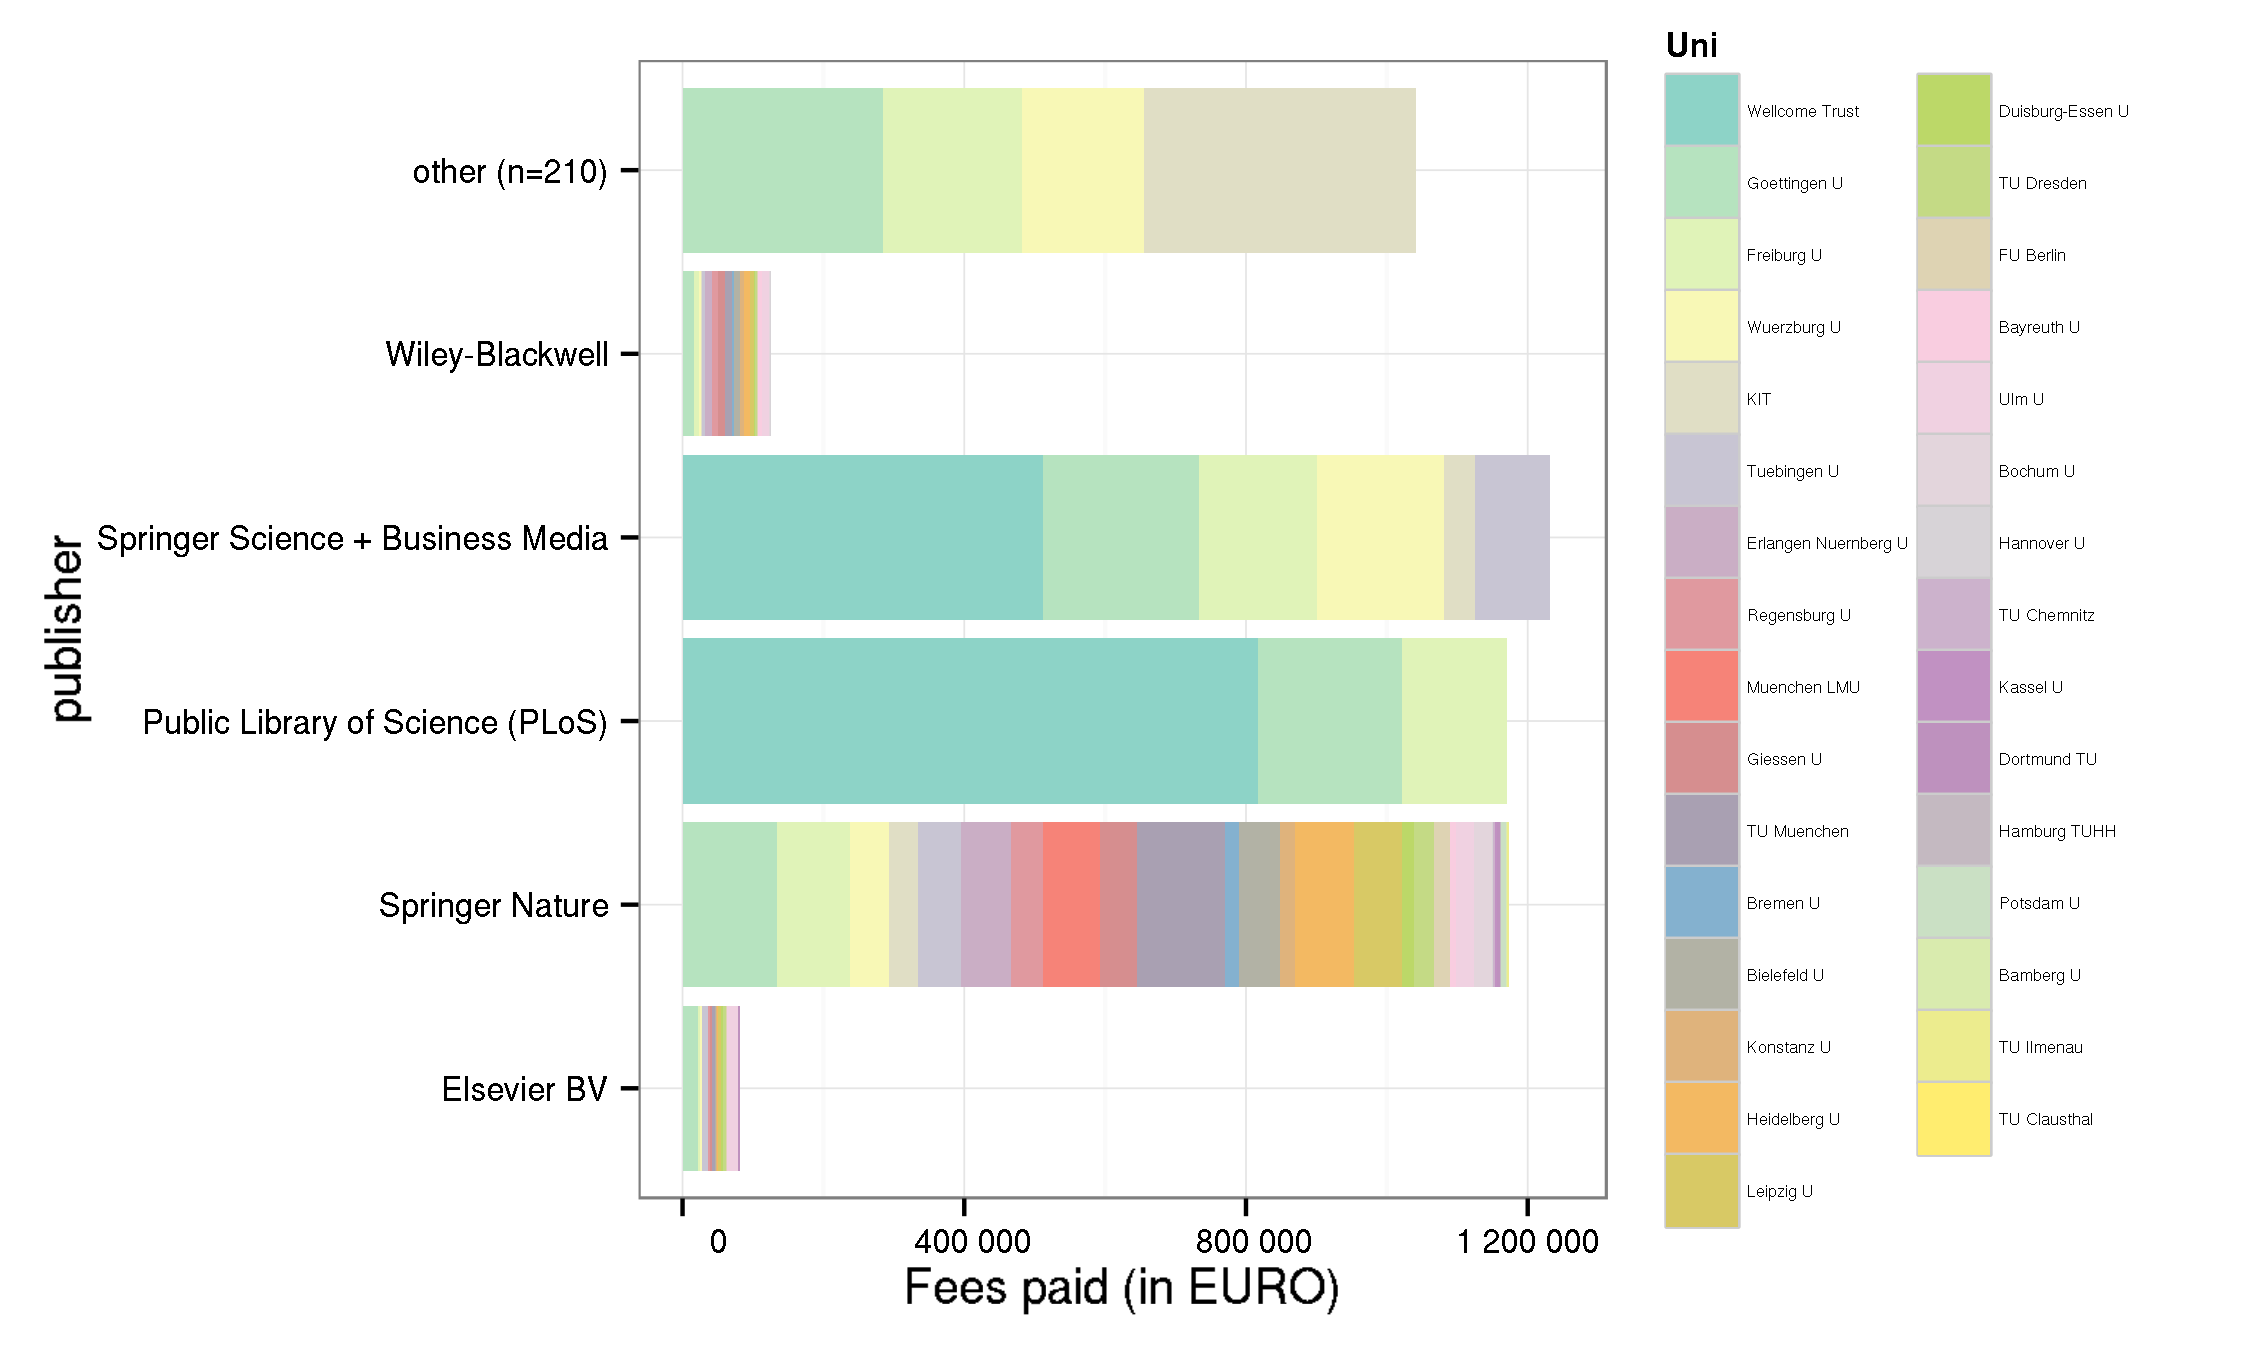 publisher
other (n=210)
Wiley-Blackwell
Springer Science + Business Media
Public Library of Science (PLoS)
Springer Nature
Elsevier BV
0
400 000
800 000
1 200 000
Fees paid (in EURO)
Uni
Wellcome Trust
Goettingen U
Freiburg U
Wuerzburg U
KIT
Tuebingen U
Erlangen Nuernberg U
Regensburg U
Muenchen LMU
Giessen U
TU Muenchen
Bremen U
Bielefeld U
Konstanz U
Heidelberg U
Leipzig U
Duisburg-Essen U
TU Dresden
FU Berlin
Bayreuth U
Ulm U
Bochum U
Hannover U
TU Chemnitz
Kassel U
Dortmund TU
Hamburg TUHH
Potsdam U
Bamberg U
TU Ilmenau
TU Clausthal